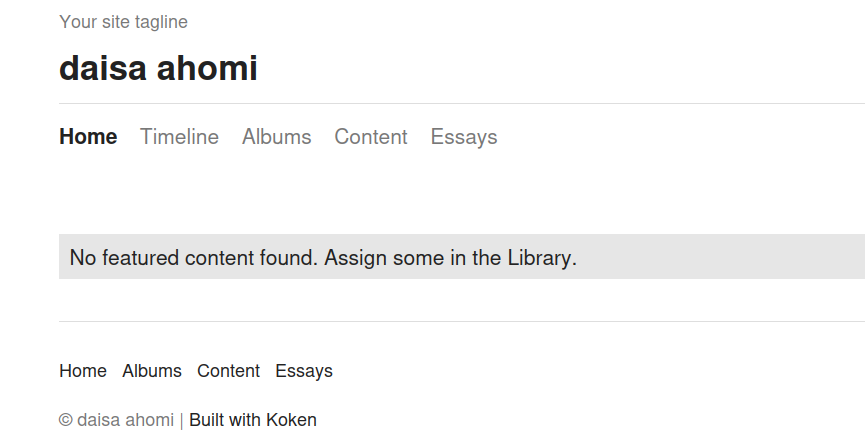 Your site tagline
daisa ahomi
Home Timeline Albums Content Essays
No featured content found. Assign some in the Library.
Home Albums Content Essays
© daisa ahomi | Built with Koken